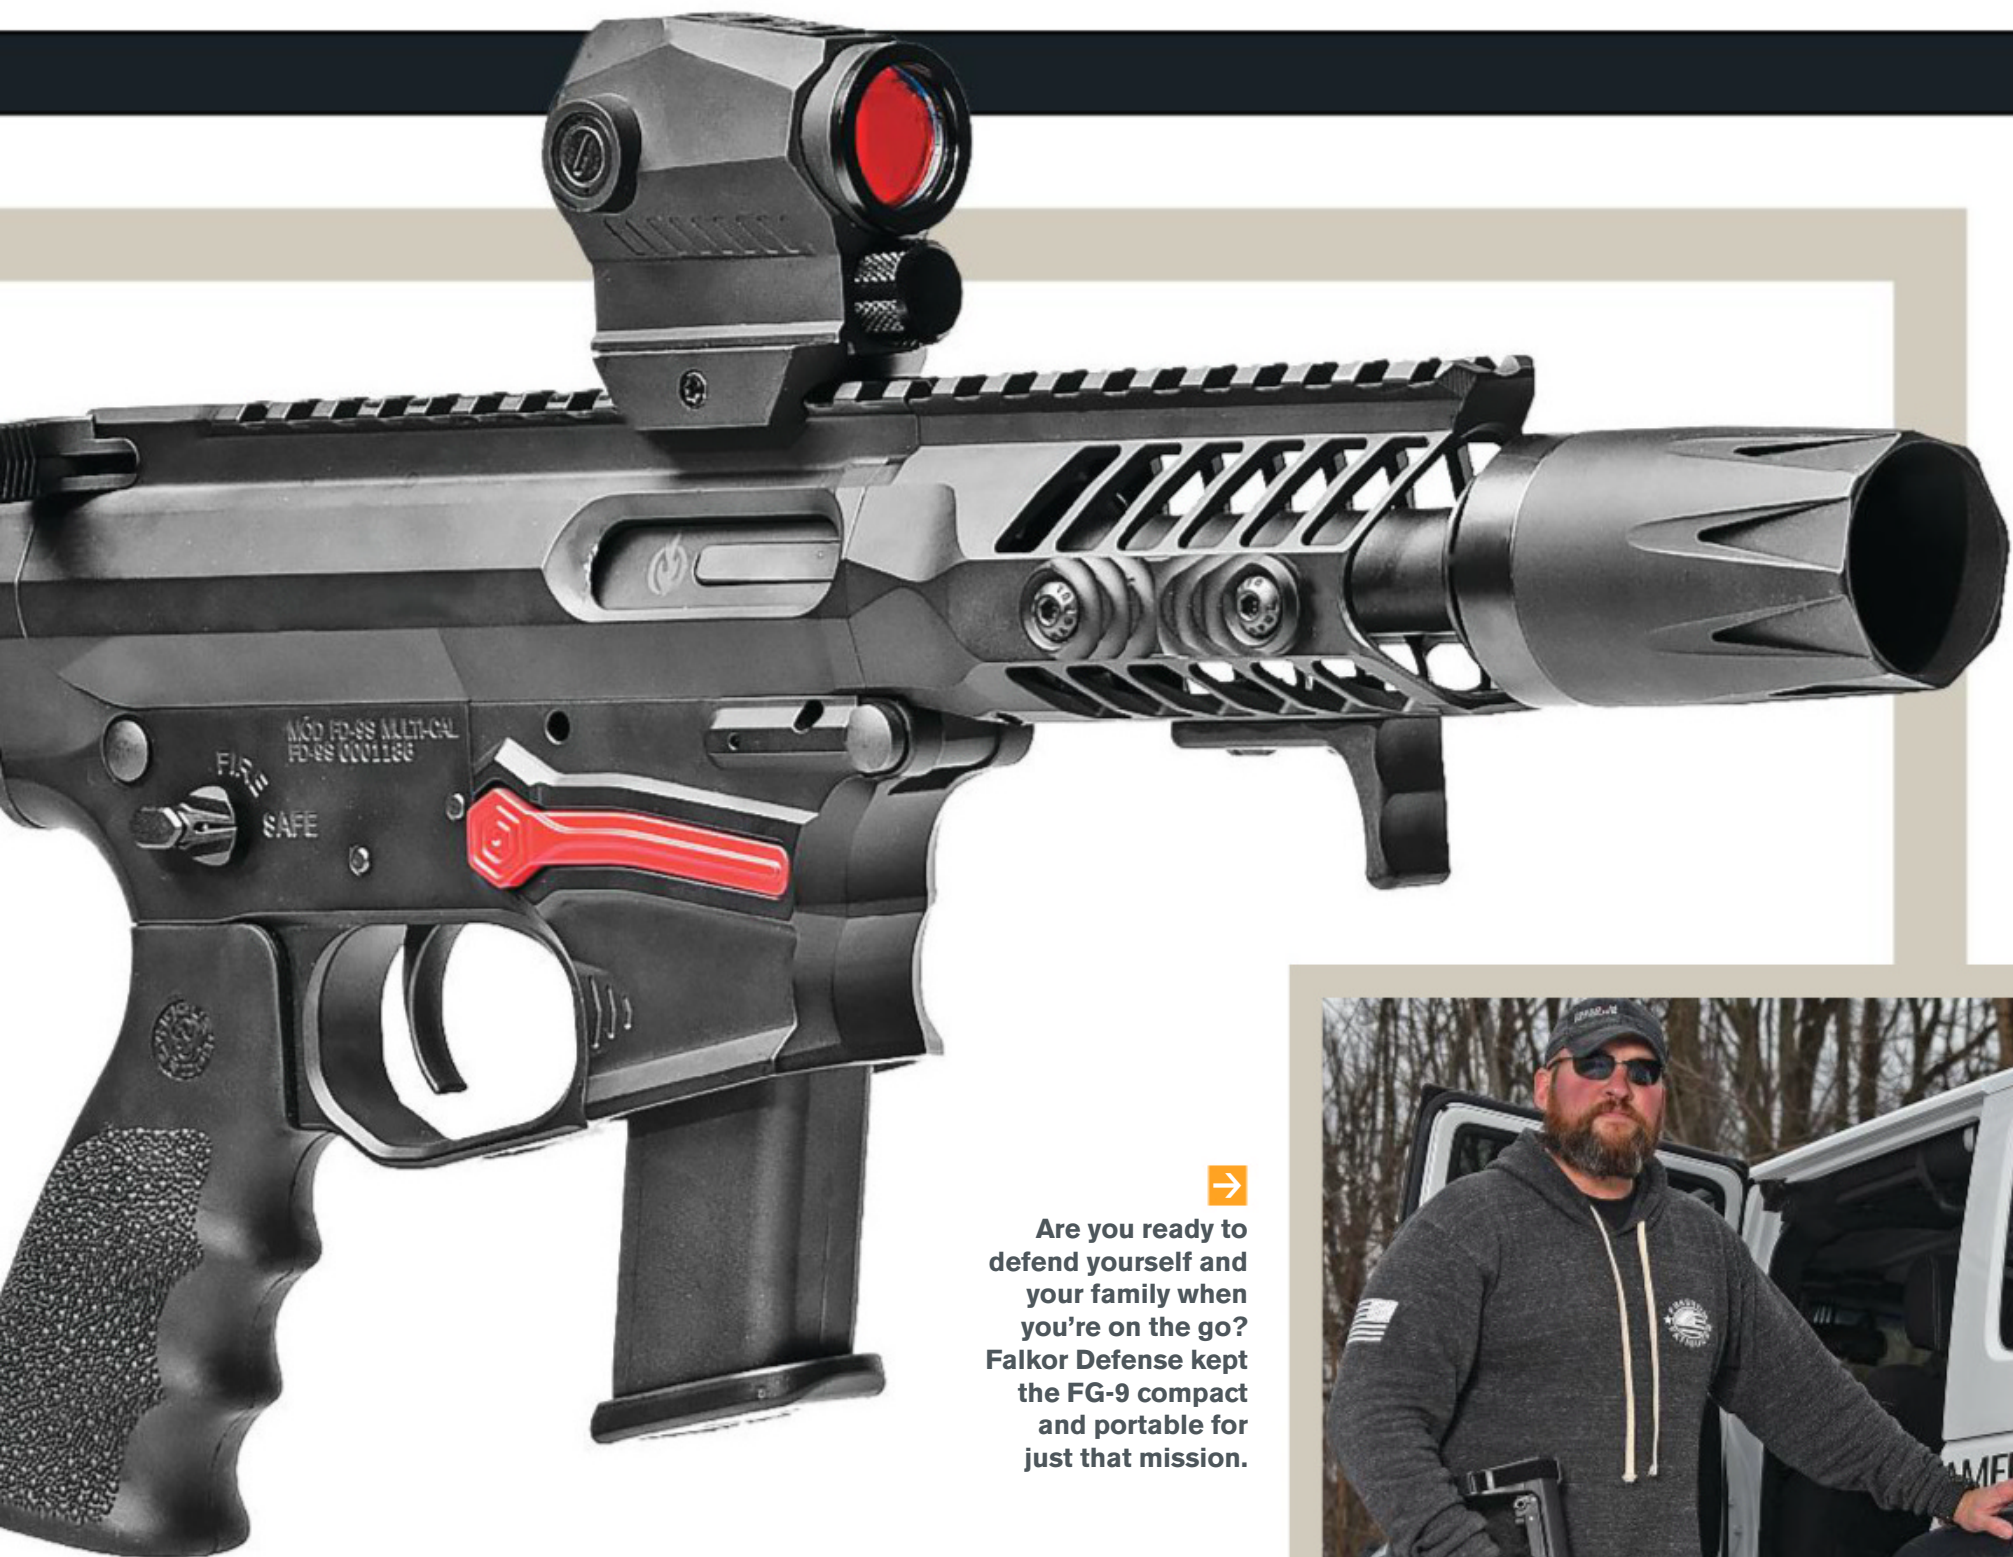 MOD FD-9S MULTI-CAL
FD-9S 0001136
FIRE
SAFE
→
Are you ready to
defend yourself and
your family when
you're on the go?
Falkor Defense kept
the FG-9 compact
and portable for
just that mission.